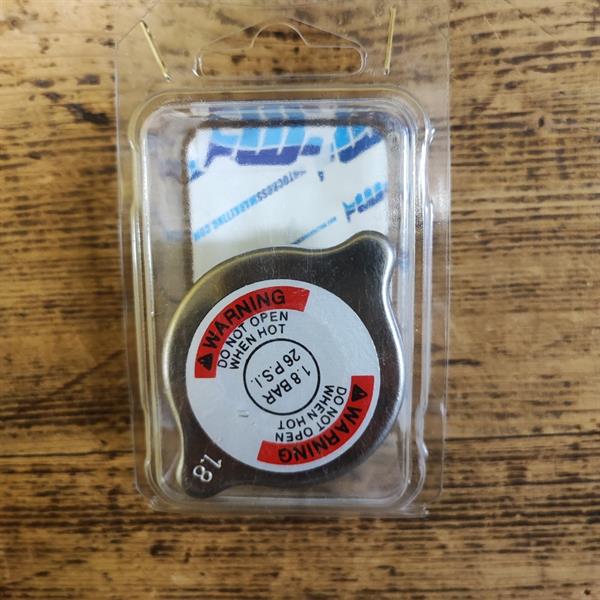 WARNING
DO NOT OPEN
WHEN HOT
1.8 BAR
26 P.S.I.
WARNING
DO NOT OPEN
WHEN HOT
1.8